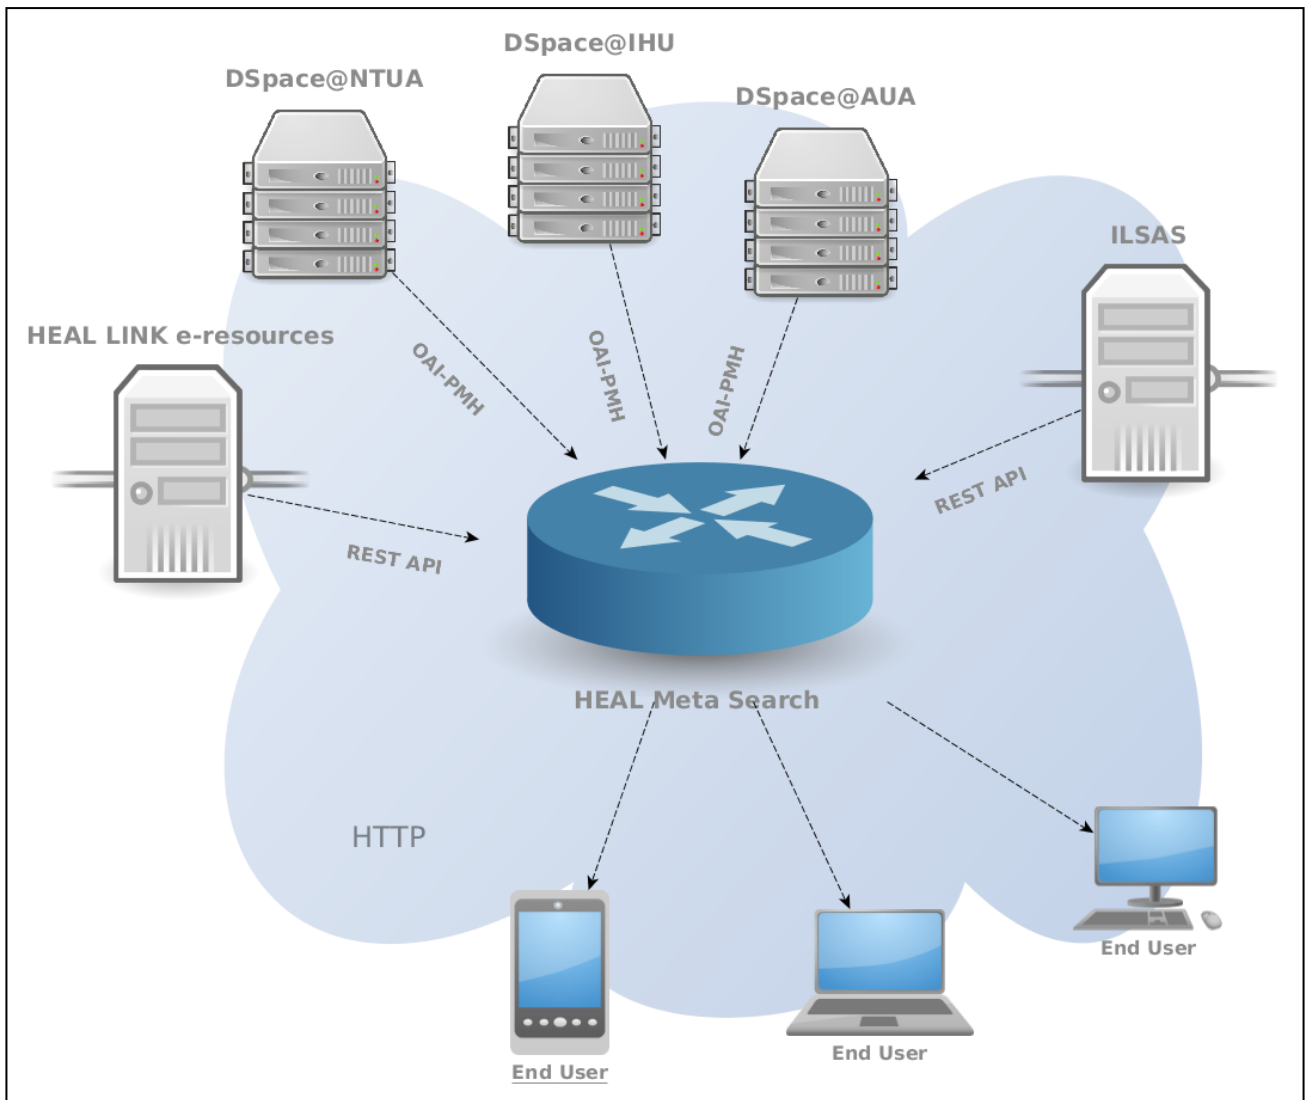 DSpace@IHU
DSpace@NTUA
DSpace@AUA
ILSAS
HEAL LINK e-resources
OAI-PMH
OAI-PMH
OAI-PMH
REST API
REST API
HEAL Meta Search
HTTP
End User
End User
End User